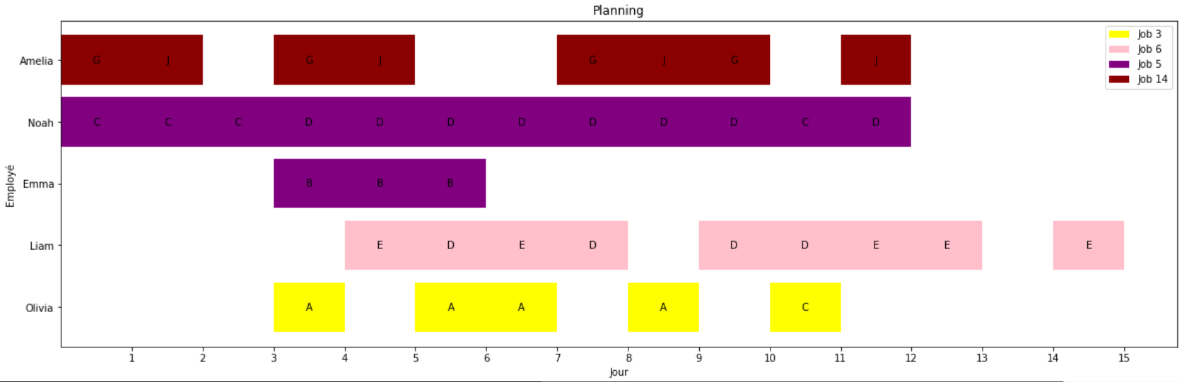 Planning
Job 3
Job 6
Job 5
Job 14
Amelia G J G J G J G J
Noah C C C D D D D D D D C D
Emma B B B
Liam E D E D D D E E E
Olivia A A A A C
Employé
1 2 3 4 5 6 7 8 9 10 11 12 13 14 15
Jour